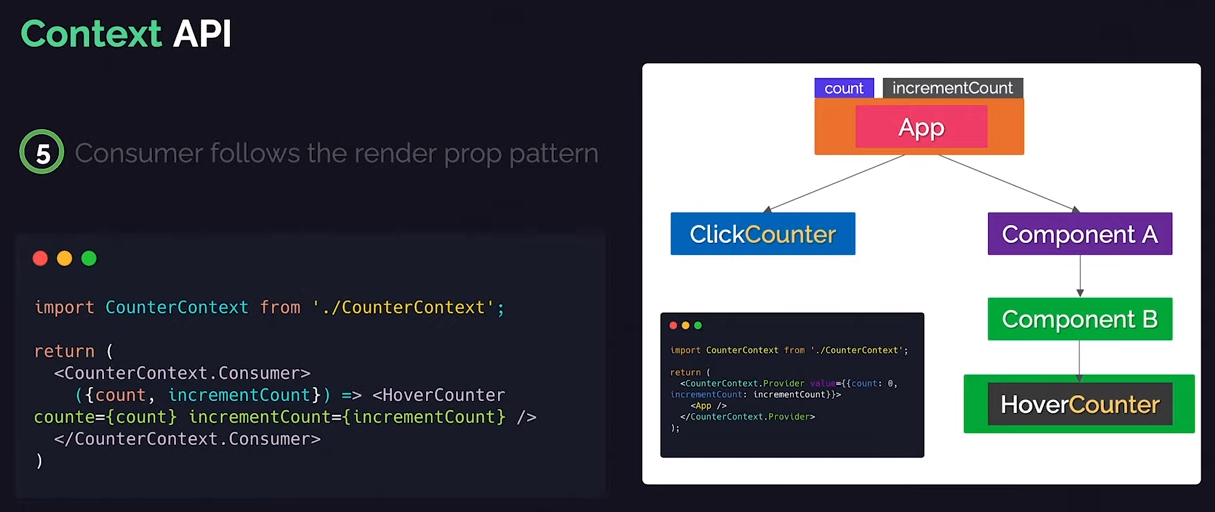 Context API
5 Consumer follows the render prop pattern
import CounterContext from './CounterContext';
return (
<CounterContext.Consumer>
({count, incrementCount}) => <HoverCounter
counte={count} incrementCount={incrementCount} />
</CounterContext.Consumer>
)
count incrementCount
App
ClickCounter
Component A
Component B
HoverCounter
import CounterContext from './CounterContext';
return (
<CounterContext.Provider value={{count: 0,
incrementCount: incrementCount}}>
<App />
</CounterContext.Provider>
);